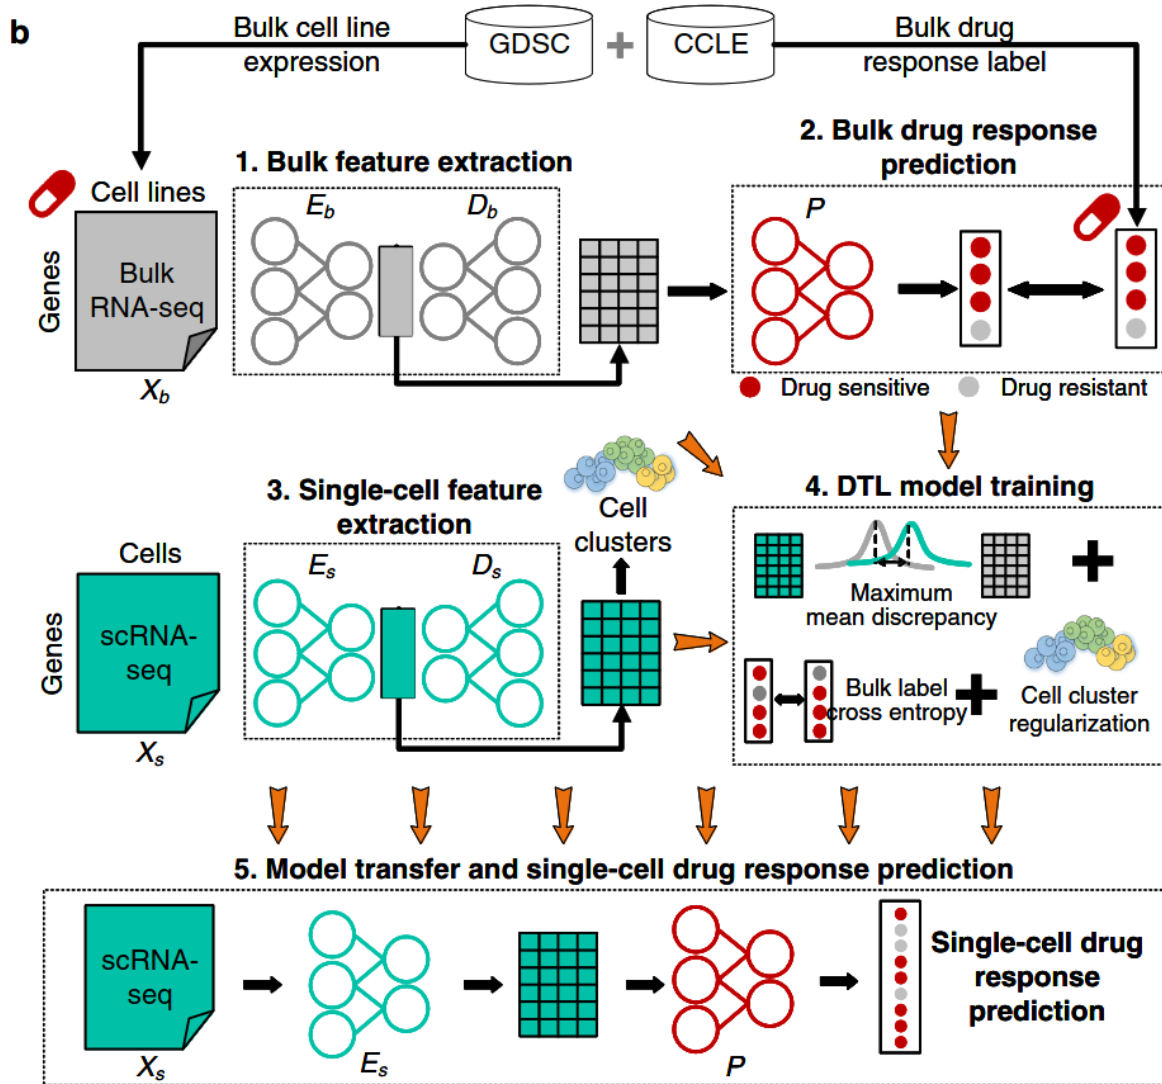 b
Bulk cell line
expression
GDSC
CCLE
Bulk drug
response label
1. Bulk feature extraction
2. Bulk drug response
prediction
Cell lines
Genes
Bulk
RNA-seq
Xb
Eb
Db
P
Drug sensitive
Drug resistant
3. Single-cell feature
extraction
Cell
clusters
4. DTL model training
Cells
Genes
scRNA-
seq
Xs
Es
Ds
Maximum
mean discrepancy
Bulk label
cross entropy
Cell cluster
regularization
5. Model transfer and single-cell drug response prediction
scRNA-
seq
Xs
Es
P
Single-cell drug
response
prediction